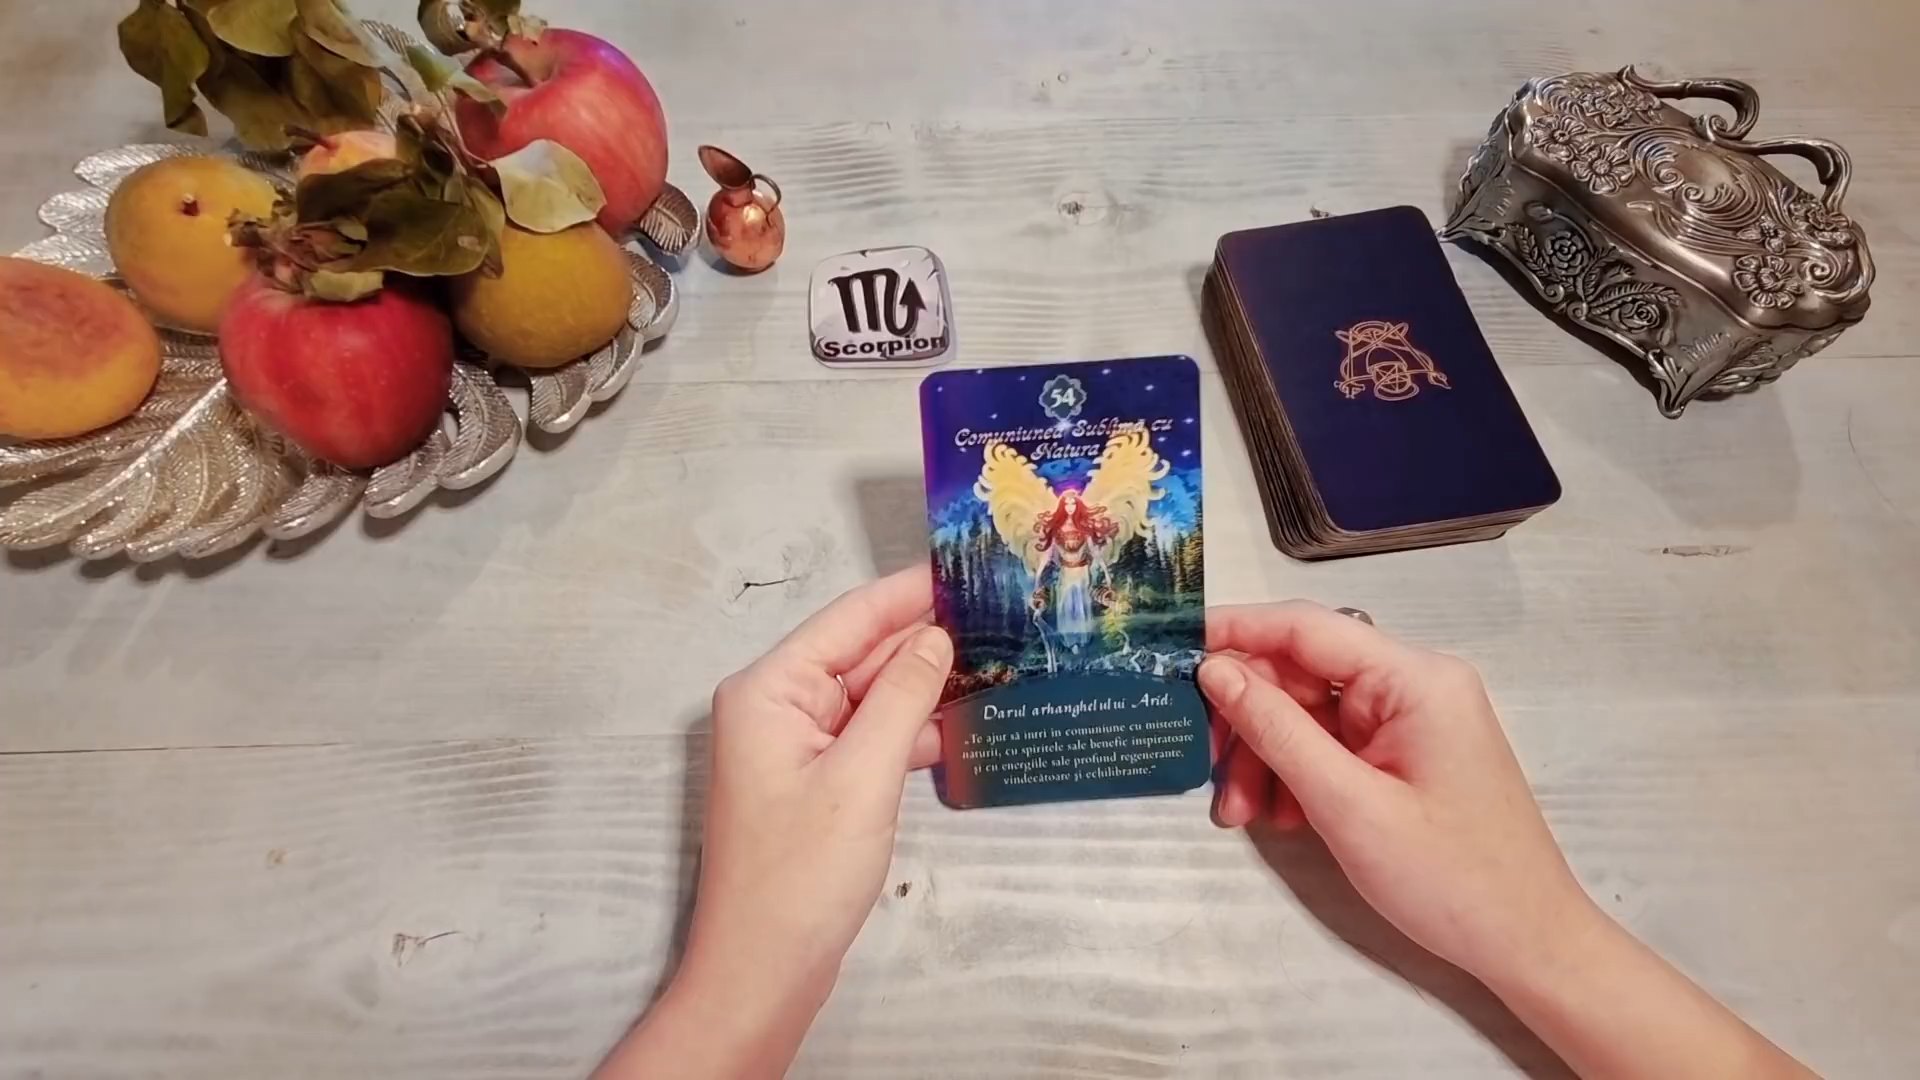 Scorpion
54
Comuniunea Sublimă cu
Natura
Darul arhanghelului Arid:
„Te ajut să intri în comuniune cu misterele
naturii, cu spiritele sale benefic inspiratoare
și cu energiile sale profund regenerante,
vindecătoare și echilibrante.”